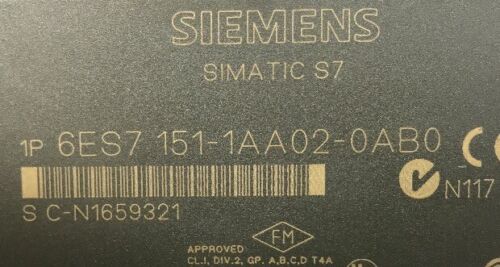 SIEMENS
SIMATIC S7
1P 6ES7 151-1AA02-0AB0
N117
S C-N1659321
FM
APPROVED
CL.I, DIV.2, GP. A,B,C,D T4A